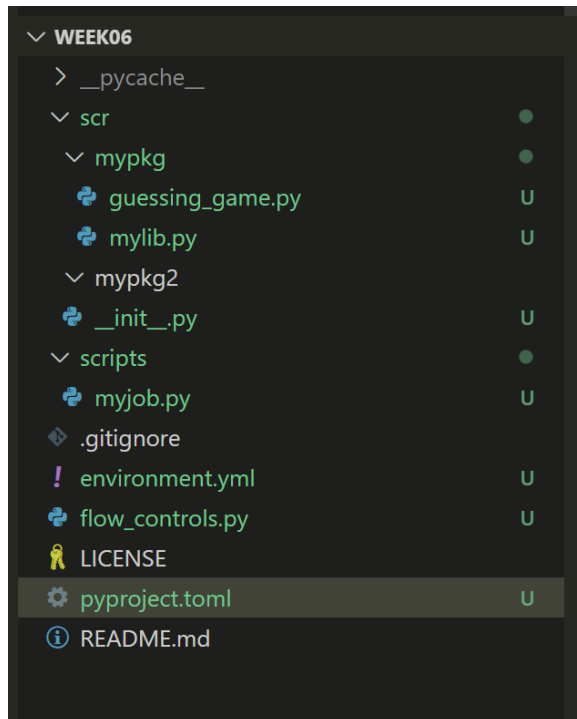 WEEK06
__pycache__
scr
mypkg
guessing_game.py U
mylib.py U
mypkg2
__init__.py U
scripts
myjob.py U
.gitignore
! environment.yml U
flow_controls.py U
LICENSE
pyproject.toml U
README.md